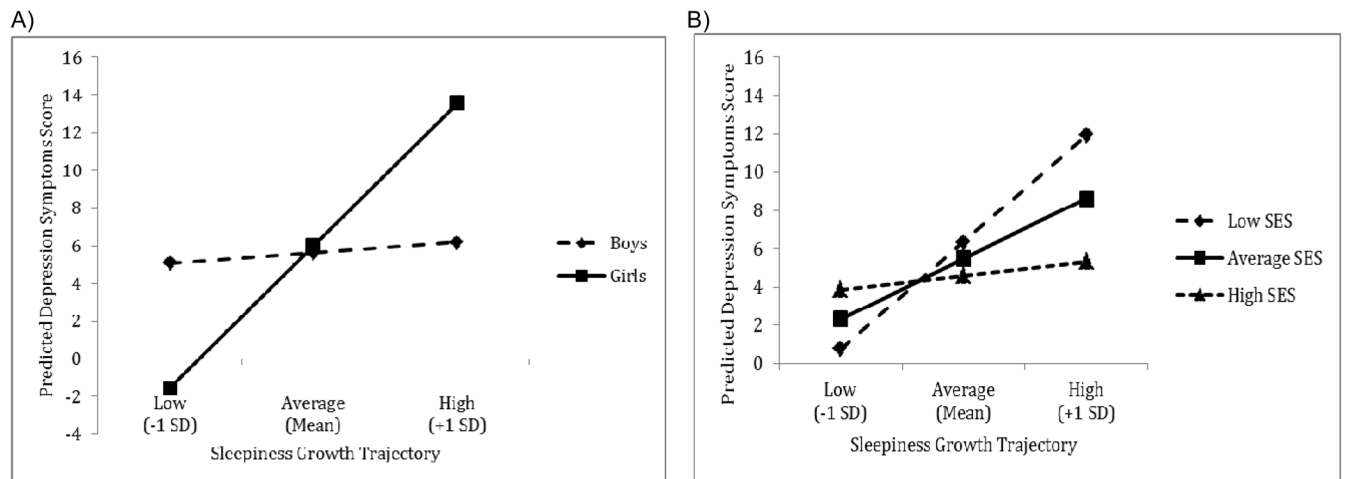 A)
Predicted Depression Symptoms Score
16
14
12
10
8
6
4
2
0
-2
-4
Low
(-1 SD)
Average
(Mean)
High
(+1 SD)
Sleepiness Growth Trajectory
Boys
Girls
B)
Predicted Depression Symptoms Score
16
14
12
10
8
6
4
2
0
Low
(-1 SD)
Average
(Mean)
High
(+1 SD)
Sleepiness Growth Trajectory
Low SES
Average SES
High SES